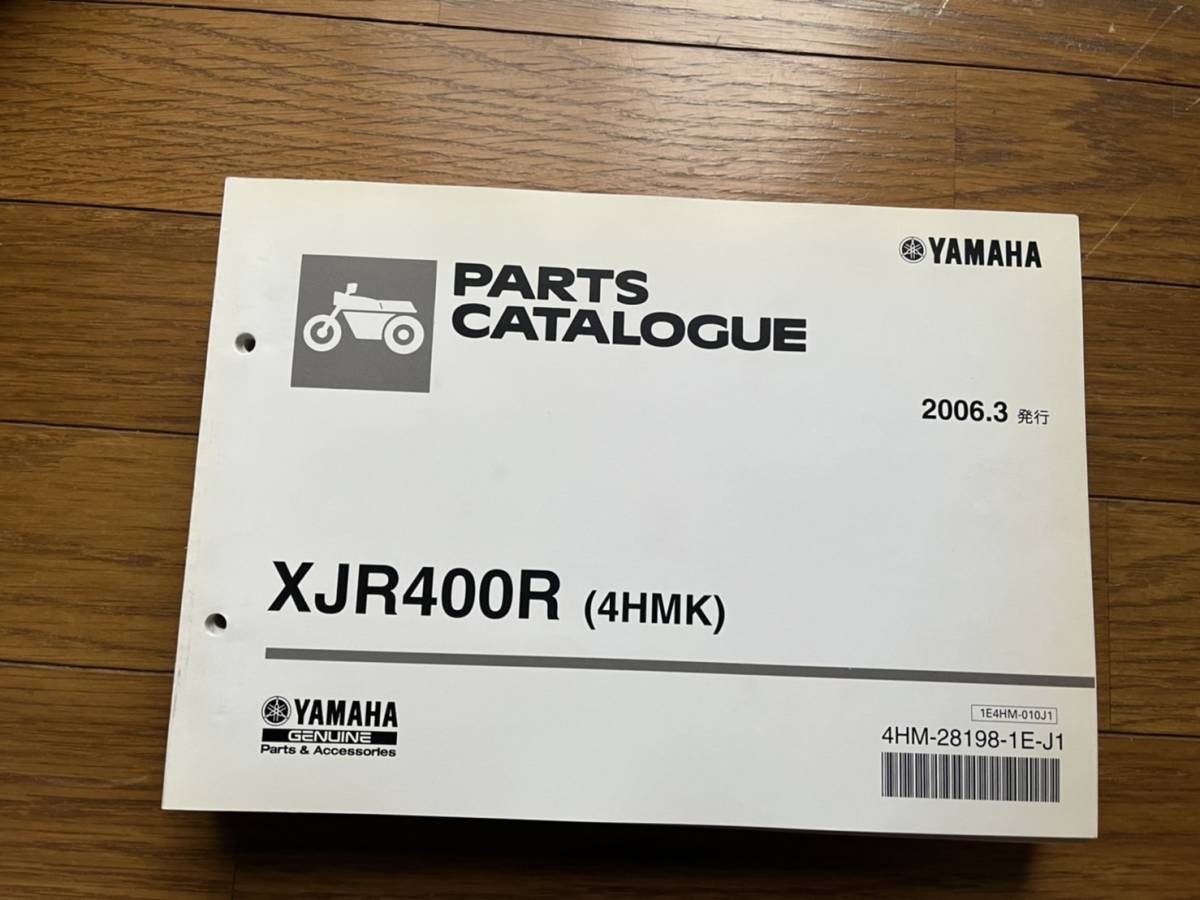 YAMAHA
PARTS
CATALOGUE
2006.3 発行
XJR400R (4HMK)
YAMAHA
GENUINE
Parts & Accessories
1E4HM-010J1
4HM-28198-1E-J1